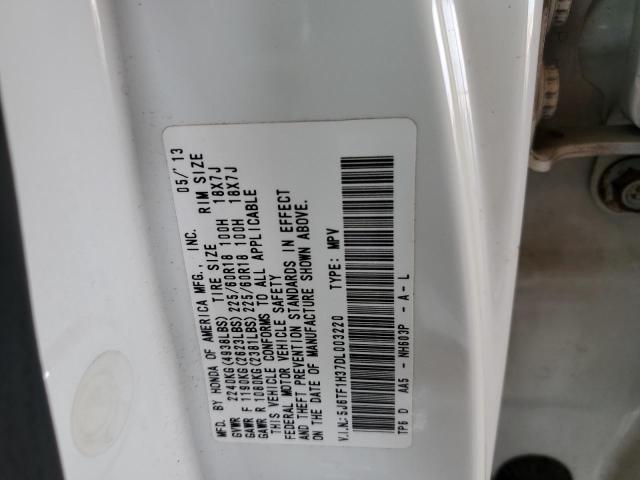 MFD. BY HONDA OF AMERICA MFG., INC. 05/'13
GVWR 2240KG(4938LBS) TIRE SIZE RIM SIZE
GAWR F 1190KG(2623LBS) 225/60R18 100H 18X7J
GAWR R 1080KG(2381LBS) 225/60R18 100H 18X7J
THIS VEHICLE CONFORMS TO ALL APPLICABLE
FEDERAL MOTOR VEHICLE SAFETY
AND THEFT PREVENTION STANDARDS IN EFFECT
ON THE DATE OF MANUFACTURE SHOWN ABOVE.
V.I.N.:5J6TF1H37DL003220 TYPE: MPV
TP6 D AA5 - NH603P - A - L